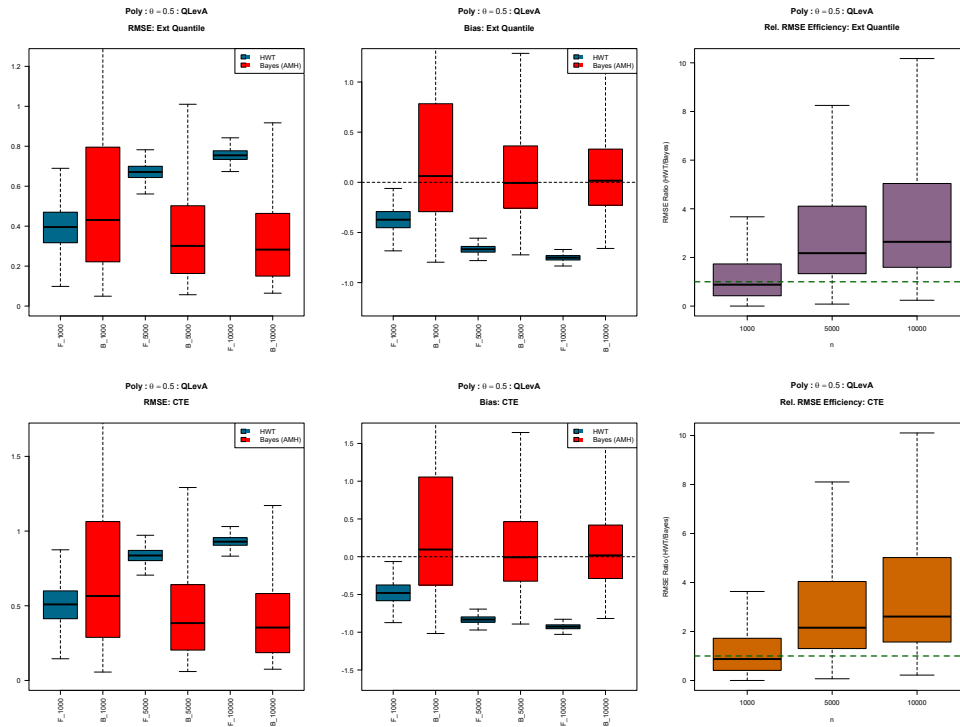 Poly : θ = 0.5 : QLevA
RMSE: Ext Quantile
HWT
Bayes (AMH)
1.2
1
0.8
0.6
0.4
0.2
0
F_1000
B_1000
F_5000
B_5000
F_10000
B_10000
Poly : θ = 0.5 : QLevA
Bias: Ext Quantile
HWT
Bayes (AMH)
1.0
0.5
0.0
-0.5
-1.0
F_1000
B_1000
F_5000
B_5000
F_10000
B_10000
Poly : θ = 0.5 : QLevA
Rel. RMSE Efficiency: Ext Quantile
RMSE Ratio (HWT/Bayes)
10
8
6
4
2
0
1000
5000
10000
n
Poly : θ = 0.5 : QLevA
RMSE: CTE
HWT
Bayes (AMH)
1.5
1
0.5
0
F_1000
B_1000
F_5000
B_5000
F_10000
B_10000
Poly : θ = 0.5 : QLevA
Bias: CTE
HWT
Bayes (AMH)
1.5
1.0
0.5
0.0
-0.5
-1.0
-1.5
F_1000
B_1000
F_5000
B_5000
F_10000
B_10000
Poly : θ = 0.5 : QLevA
Rel. RMSE Efficiency: CTE
RMSE Ratio (HWT/Bayes)
10
8
6
4
2
0
1000
5000
10000
n